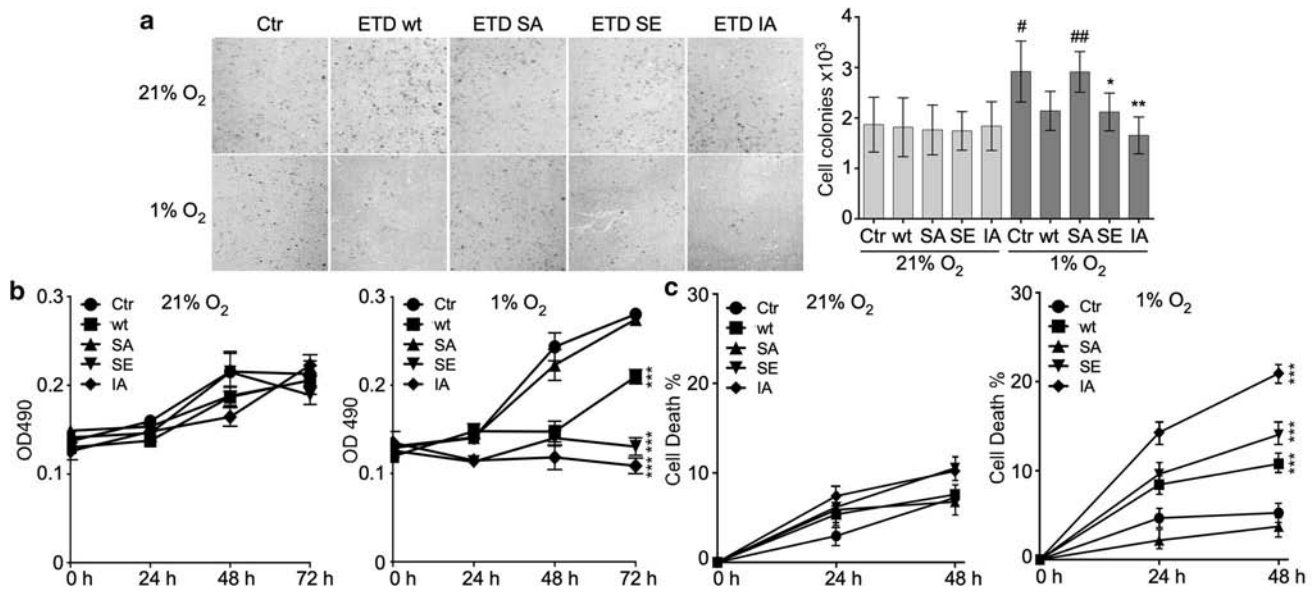 a
Ctr ETD wt ETD SA ETD SE ETD IA
21% O2
1% O2
Cell colonies x10³
4
3
2
1
0
# ## * **
Ctr wt SA SE IA Ctr wt SA SE IA
21% O2 1% O2
b
21% O2
OD490
0.3
0.2
0.1
0
Ctr
wt
SA
SE
IA
0 h 24 h 48 h 72 h
1% O2
OD 490
0.3
0.2
0.1
0
Ctr
wt
SA
SE
IA
***
***
***
0 h 24 h 48 h 72 h
c
21% O2
Cell Death %
30
20
10
0
Ctr
wt
SA
SE
IA
0 h 24 h 48 h
1% O2
Cell Death %
30
20
10
0
Ctr
wt
SA
SE
IA
***
***
***
0 h 24 h 48 h